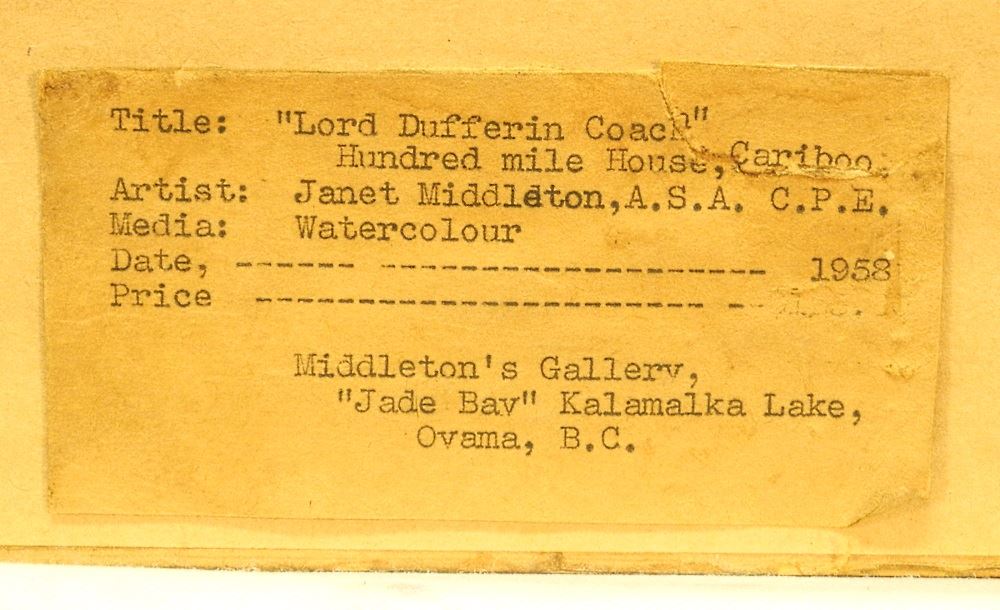 Title: "Lord Dufferin Coach"
Hundred mile House, Cariboo.
Artist: Janet Middleton,A.S.A. C.P.E.
Media: Watercolour
Date, ------ ------------------- 1958
Price ---------------------- --
Middleton's Gallery,
"Jade Bay" Kalamalka Lake,
Oyama, B.C.